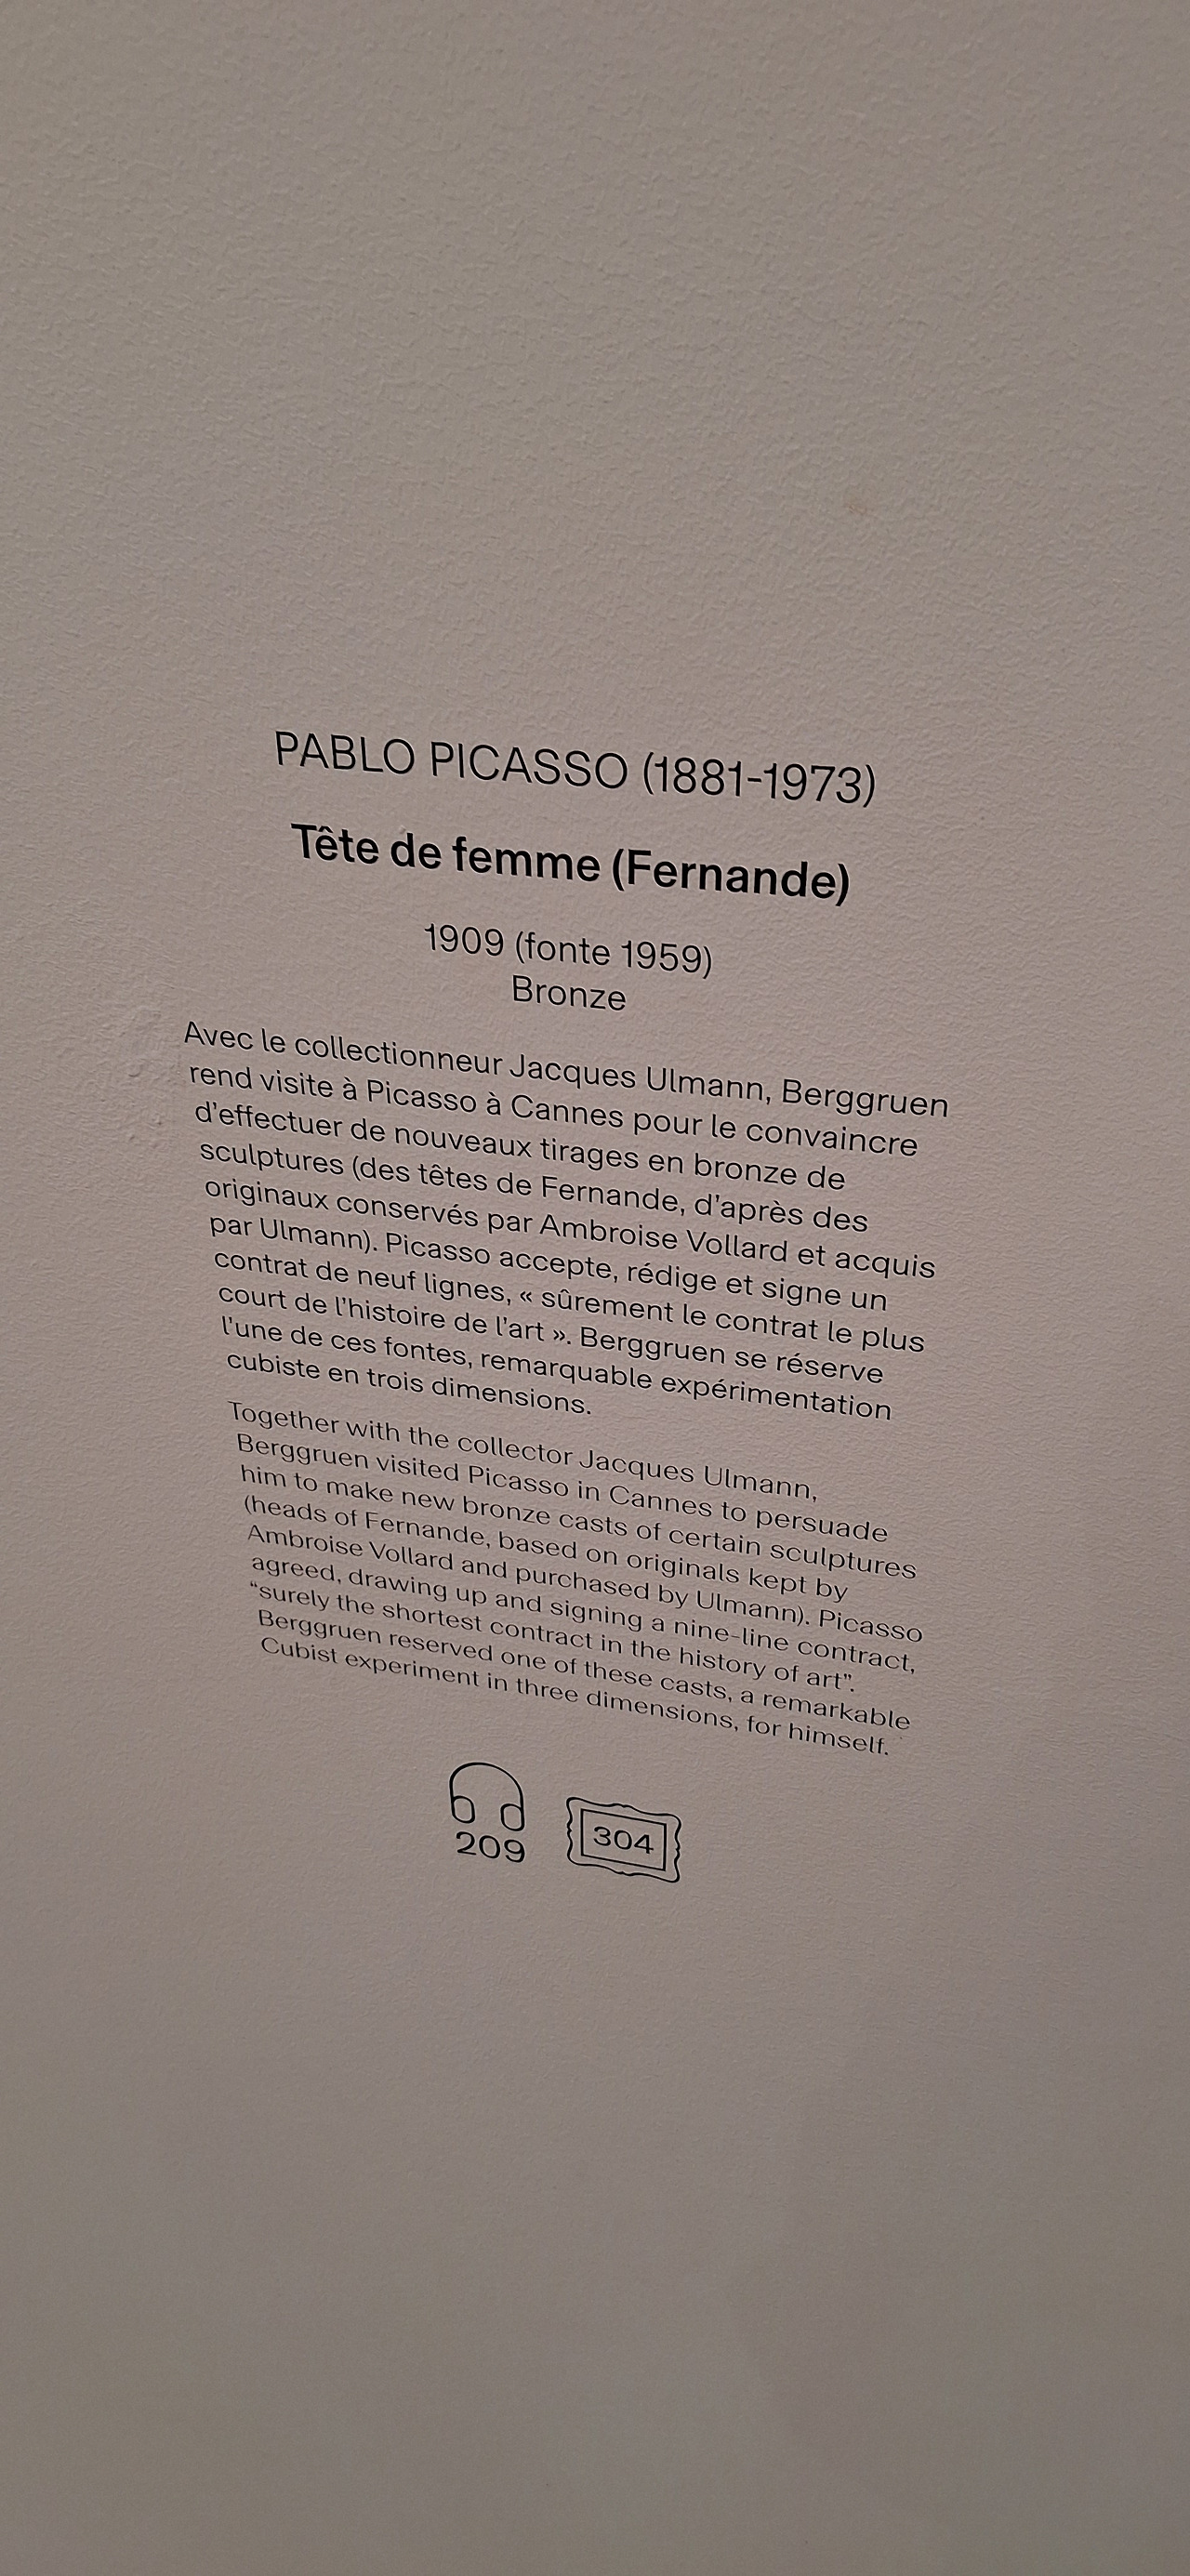 PABLO PICASSO (1881-1973)
Tête de femme (Fernande)
1909 (fonte 1959)
Bronze
Avec le collectionneur Jacques Ulmann, Berggruen
rend visite à Picasso à Cannes pour le convaincre
d'effectuer de nouveaux tirages en bronze de
sculptures (des têtes de Fernande, d'après des
originaux conservés par Ambroise Vollard et acquis
par Ulmann). Picasso accepte, rédige et signe un
contrat de neuf lignes, « sûrement le contrat le plus
court de l'histoire de l'art ». Berggruen se réserve
l'une de ces fontes, remarquable expérimentation
cubiste en trois dimensions.
Together with the collector Jacques Ulmann,
Berggruen visited Picasso in Cannes to persuade
him to make new bronze casts of certain sculptures
(heads of Fernande, based on originals kept by
Ambroise Vollard and purchased by Ulmann). Picasso
agreed, drawing up and signing a nine-line contract,
“surely the shortest contract in the history of art”.
Berggruen reserved one of these casts, a remarkable
Cubist experiment in three dimensions, for himself.
209
304